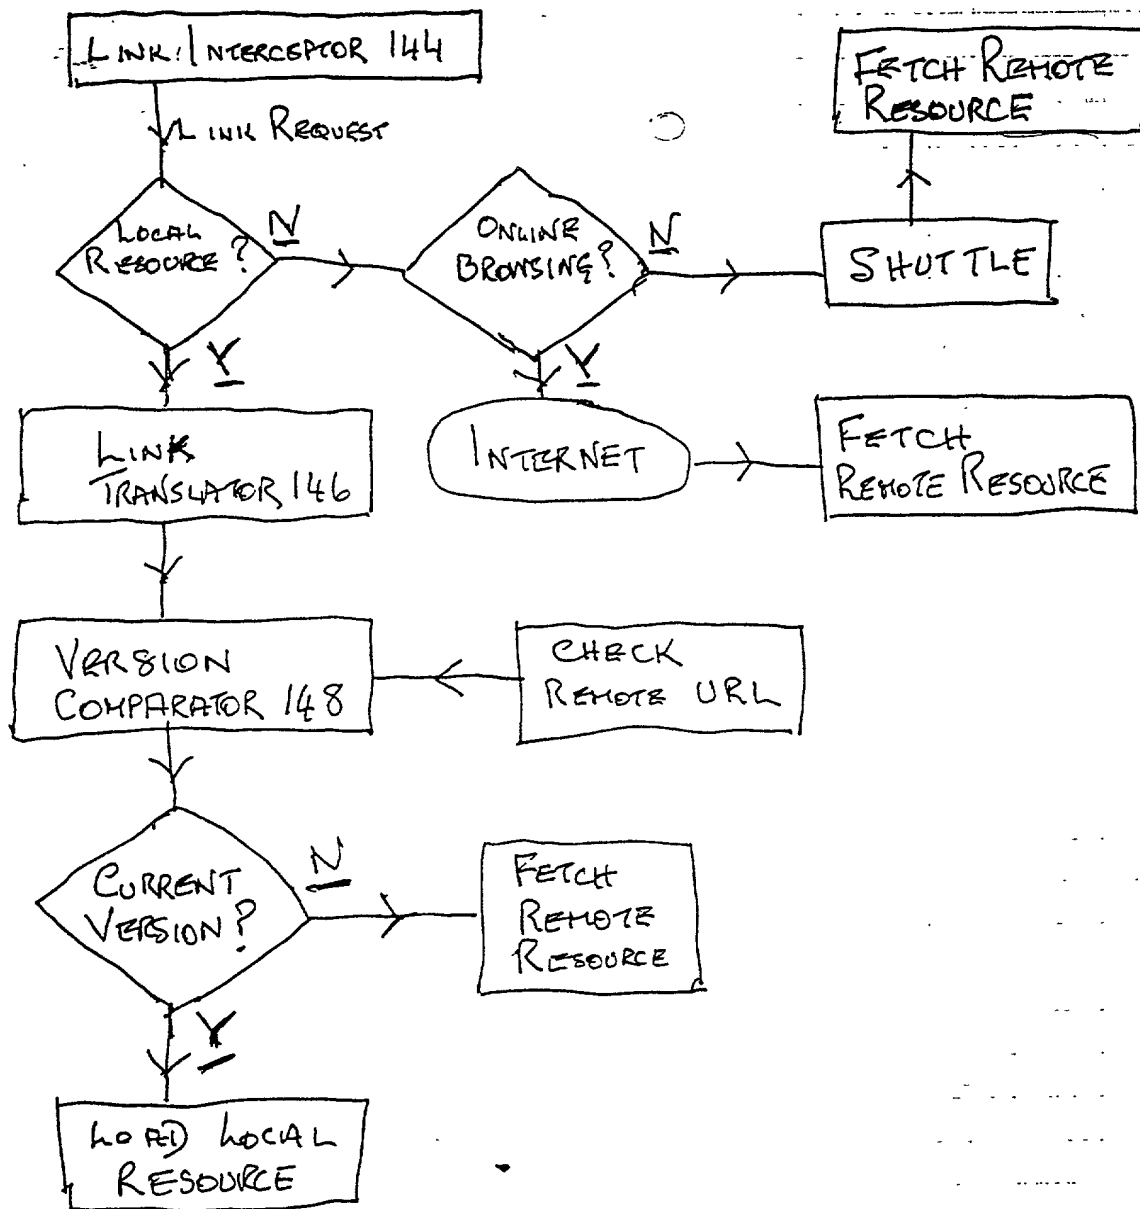 LINK INTERCEPTOR 144
FETCH REMOTE
RESOURCE
LINK REQUEST
LOCAL
RESOURCE?
N
ONLINE
BROWSING?
N
SHUTTLE
Y
Y
LINK
TRANSLATOR 146
INTERNET
FETCH
REMOTE RESOURCE
VERSION
COMPARATOR 148
CHECK
REMOTE URL
CURRENT
VERSION?
N
FETCH
REMOTE
RESOURCE
Y
LOAD LOCAL
RESOURCE